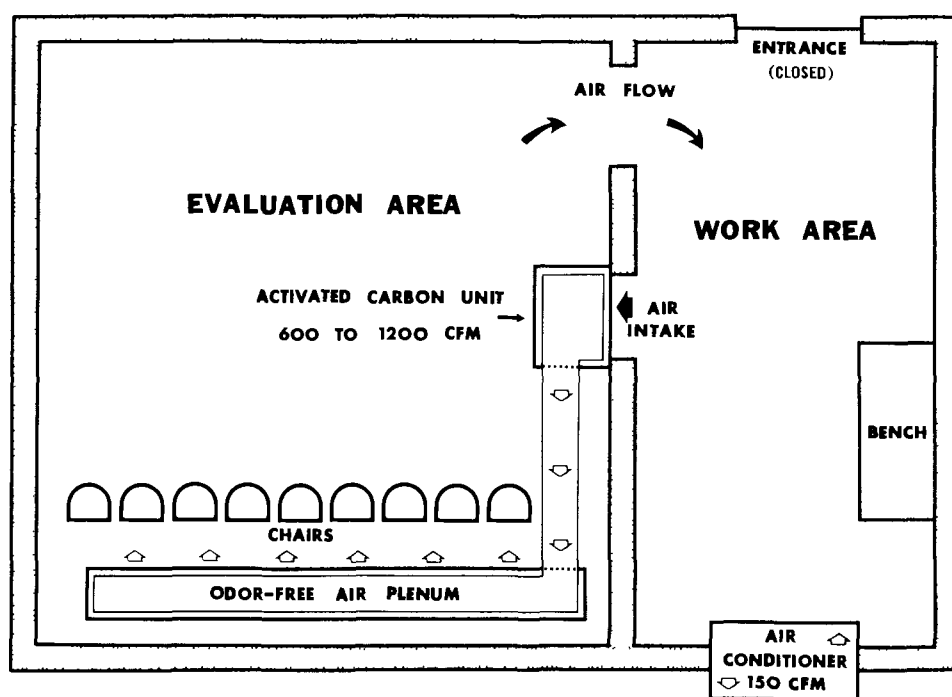 ENTRANCE
(CLOSED)
AIR FLOW
EVALUATION AREA
WORK AREA
ACTIVATED CARBON UNIT
600 TO 1200 CFM
AIR
INTAKE
BENCH
CHAIRS
ODOR-FREE AIR PLENUM
AIR
CONDITIONER
150 CFM